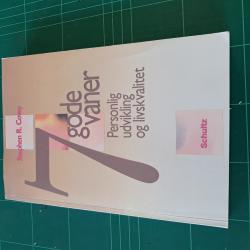 Stephen R. Covey
7
gode
vaner
Personlig
udvikling
og livskvalitet
Schultz